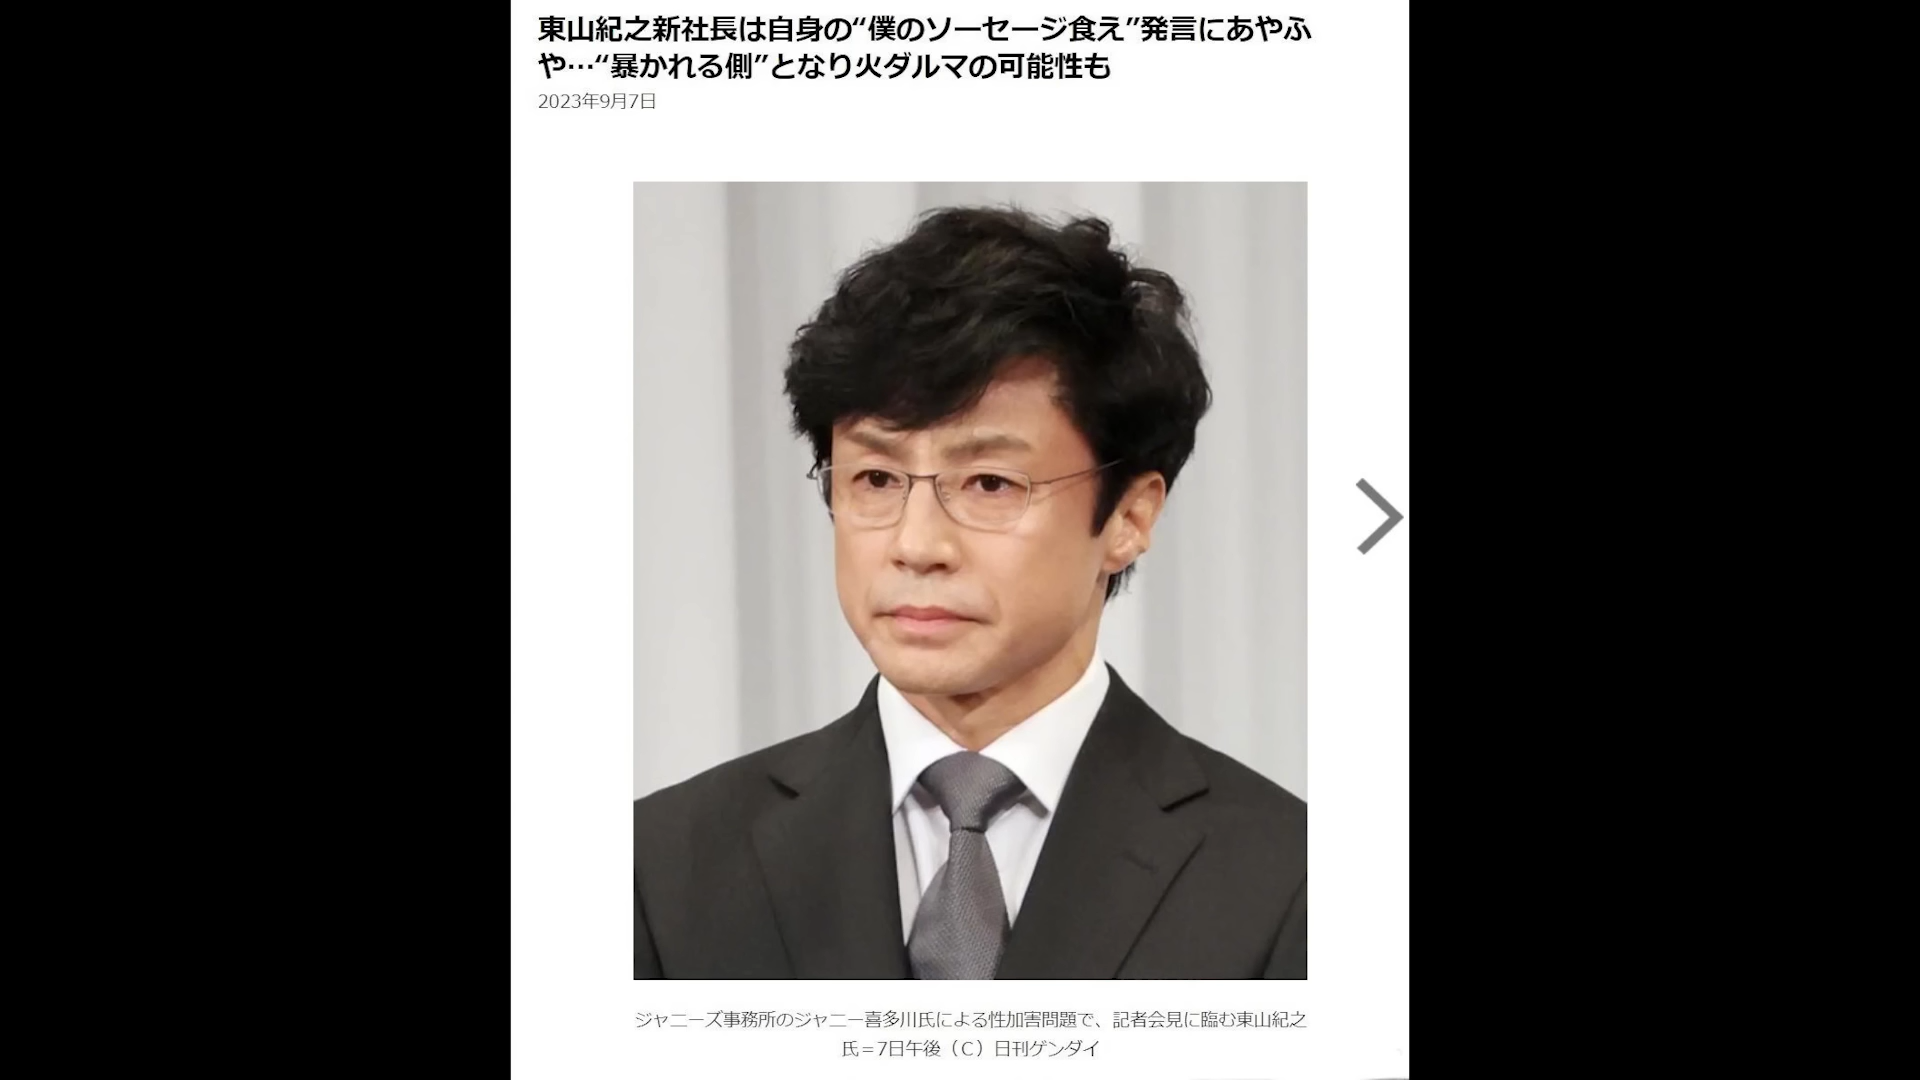 東山紀之新社長は自身の“僕のソーセージ食え”発言にあやふ
や…“暴かれる側”となり火ダルマの可能性も
2023年9月7日
ジャニーズ事務所のジャニー喜多川氏による性加害問題で、記者会見に臨む東山紀之
氏＝7日午後（Ｃ）日刊ゲンダイ